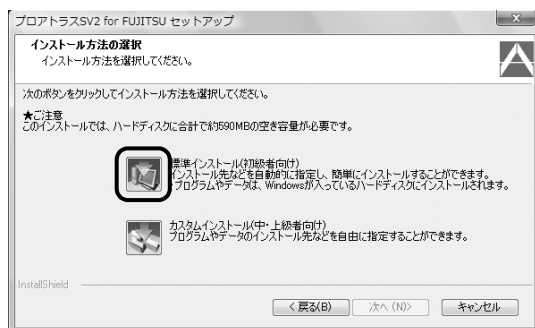 プロアトラスSV2 for FUJITSU セットアップ
インストール方法の選択
インストール方法を選択してください。
次のボタンをクリックしてインストール方法を選択してください。
★ご注意
このインストールでは、ハードディスクに合計で約590MBの空き容量が必要です。
標準インストール(初級者向け)
インストール先などを自動的に指定し、簡単にインストールすることができます。
・プログラムやデータは、Windowsが入っているハードディスクにインストールされます。
カスタムインストール(中・上級者向け)
プログラムやデータのインストール先などを自由に指定することができます。
InstallShield
< 戻る(B) 次へ (N)> キャンセル